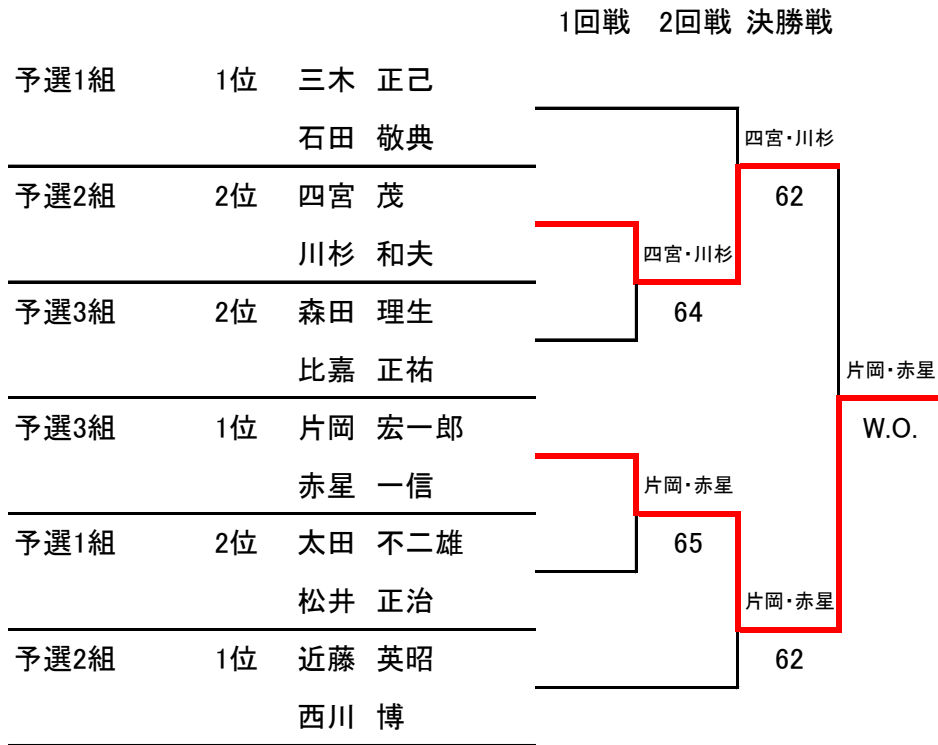 1回戦 2回戦 決勝戦
予選1組 1位 三木 正己
石田 敬典
四宮・川杉
予選2組 2位 四宮 茂
62
川杉 和夫
四宮・川杉
予選3組 2位 森田 理生
64
比嘉 正祐
片岡・赤星
予選3組 1位 片岡 宏一郎
W.O.
赤星 一信
片岡・赤星
予選1組 2位 太田 不二雄
65
松井 正治
片岡・赤星
予選2組 1位 近藤 英昭
62
西川 博